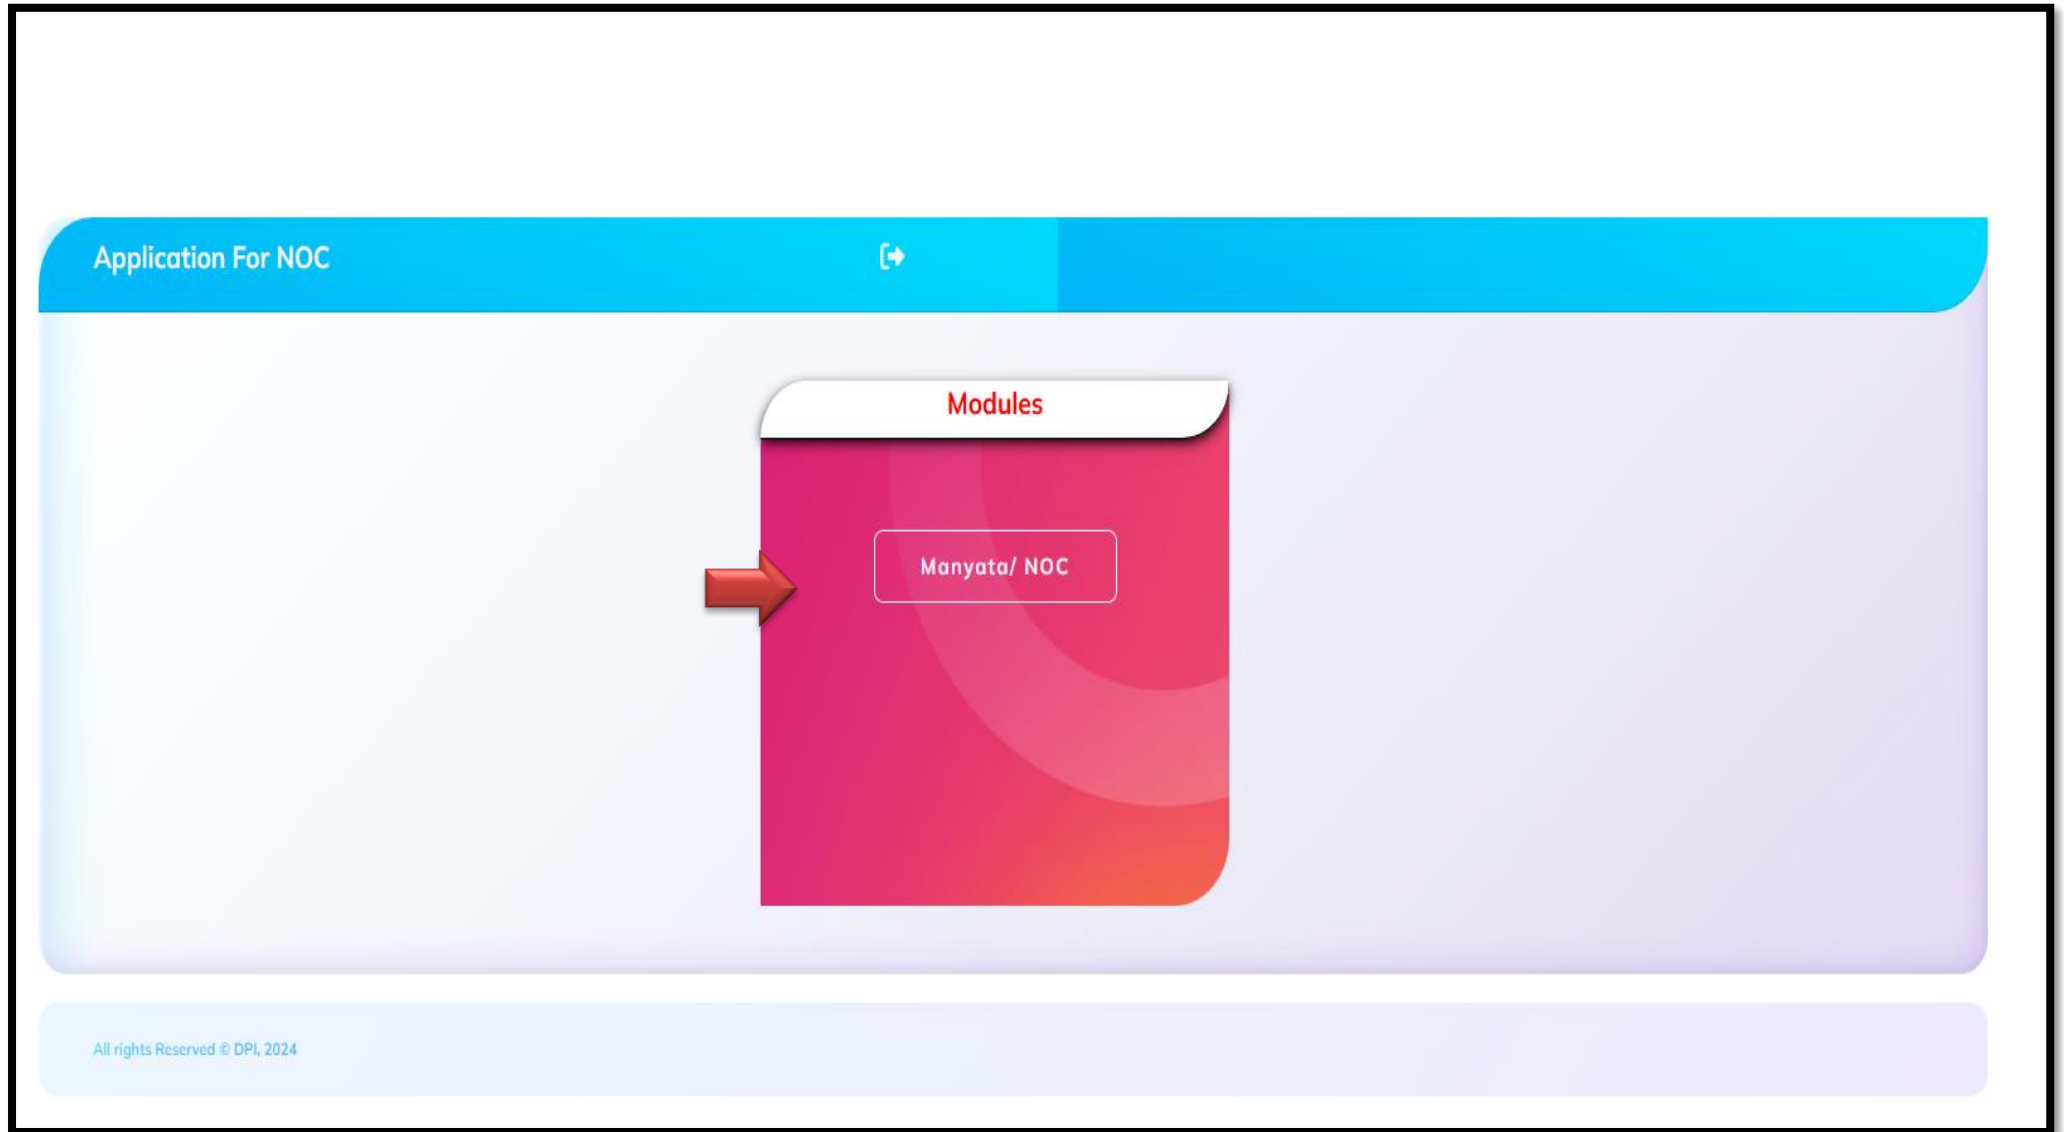 Application For NOC
Modules
Manyata/ NOC
All rights Reserved © DPI, 2024